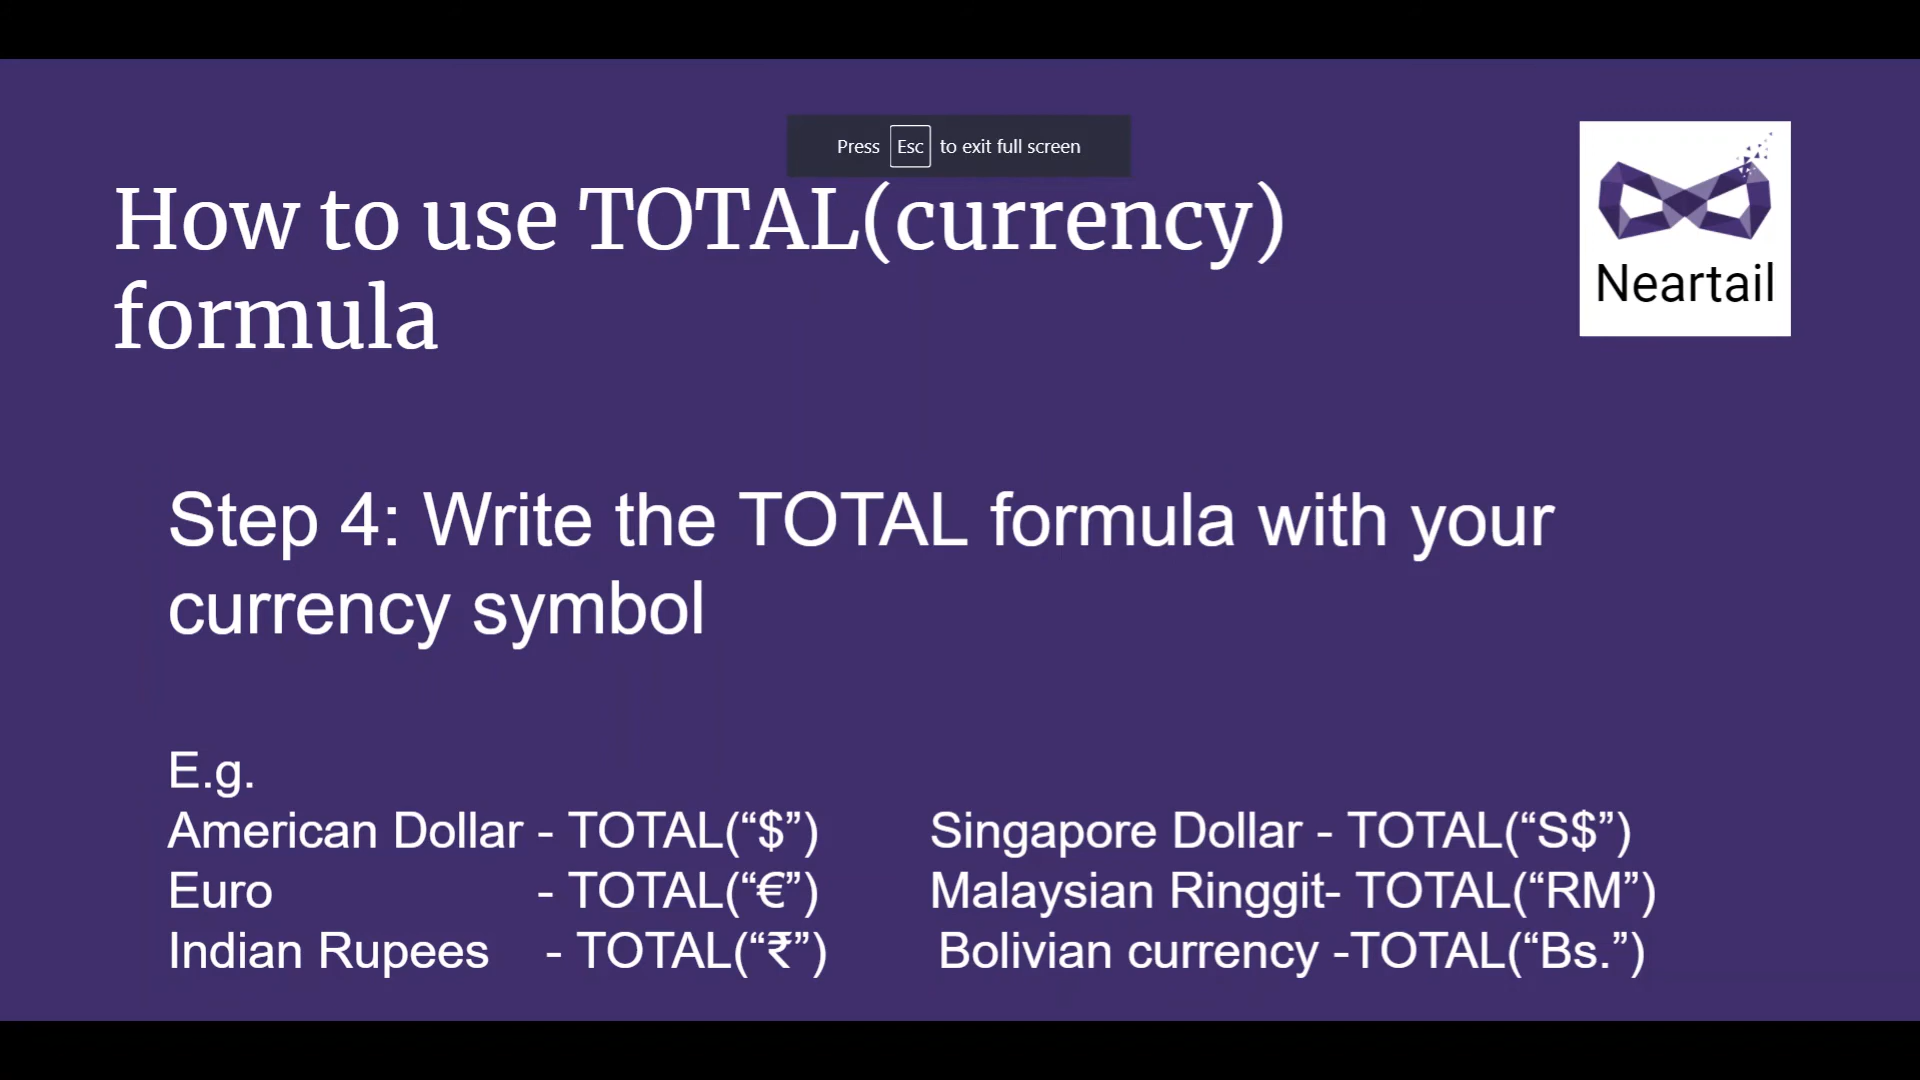 Press Esc to exit full screen
How to use TOTAL(currency)
formula
Neartail
Step 4: Write the TOTAL formula with your
currency symbol
E.g.
American Dollar - TOTAL(“$”) Singapore Dollar - TOTAL(“S$”)
Euro - TOTAL(“€”) Malaysian Ringgit- TOTAL(“RM”)
Indian Rupees - TOTAL(“₹”) Bolivian currency -TOTAL(“Bs.”)